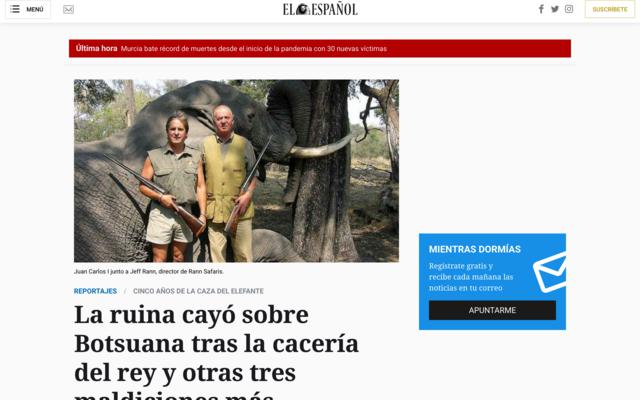 MENÚ
EL ESPAÑOL
SUSCRÍBETE
Última hora Murcia bate récord de muertes desde el inicio de la pandemia con 30 nuevas víctimas
Juan Carlos I junto a Jeff Rann, director de Rann Safaris.
REPORTAJES / CINCO AÑOS DE LA CAZA DEL ELEFANTE
La ruina cayó sobre
Botsuana tras la cacería
del rey y otras tres
maldiciones más
MIENTRAS DORMÍAS
Regístrate gratis y
recibe cada mañana las
noticias en tu correo
APUNTARME